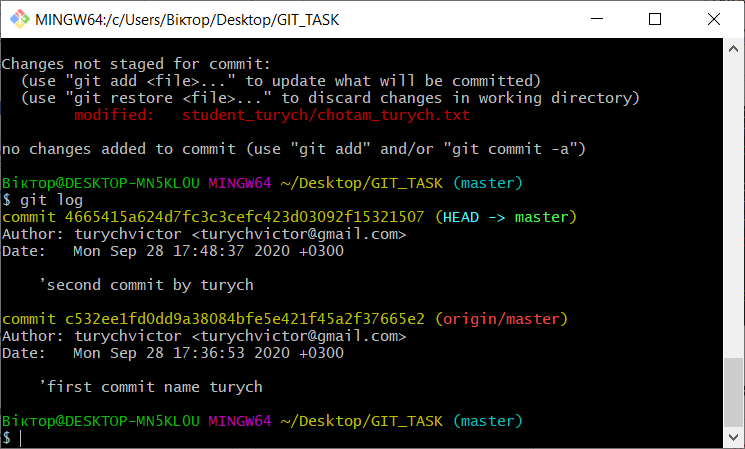 MINGW64:/c/Users/Віктор/Desktop/GIT_TASK
Changes not staged for commit:
  (use "git add <file>..." to update what will be committed)
  (use "git restore <file>..." to discard changes in working directory)
        modified:   student_turych/chotam_turych.txt
no changes added to commit (use "git add" and/or "git commit -a")
Віктор@DESKTOP-MN5KL0U MINGW64 ~/Desktop/GIT_TASK (master)
$ git log
commit 4665415a624d7fc3c3cefc423d03092f15321507 (HEAD -> master)
Author: turychvictor <turychvictor@gmail.com>
Date:   Mon Sep 28 17:48:37 2020 +0300
    ’second commit by turych
commit c532ee1fd0dd9a38084bfe5e421f45a2f37665e2 (origin/master)
Author: turychvictor <turychvictor@gmail.com>
Date:   Mon Sep 28 17:36:53 2020 +0300
    ’first commit name turych
Віктор@DESKTOP-MN5KL0U MINGW64 ~/Desktop/GIT_TASK (master)
$